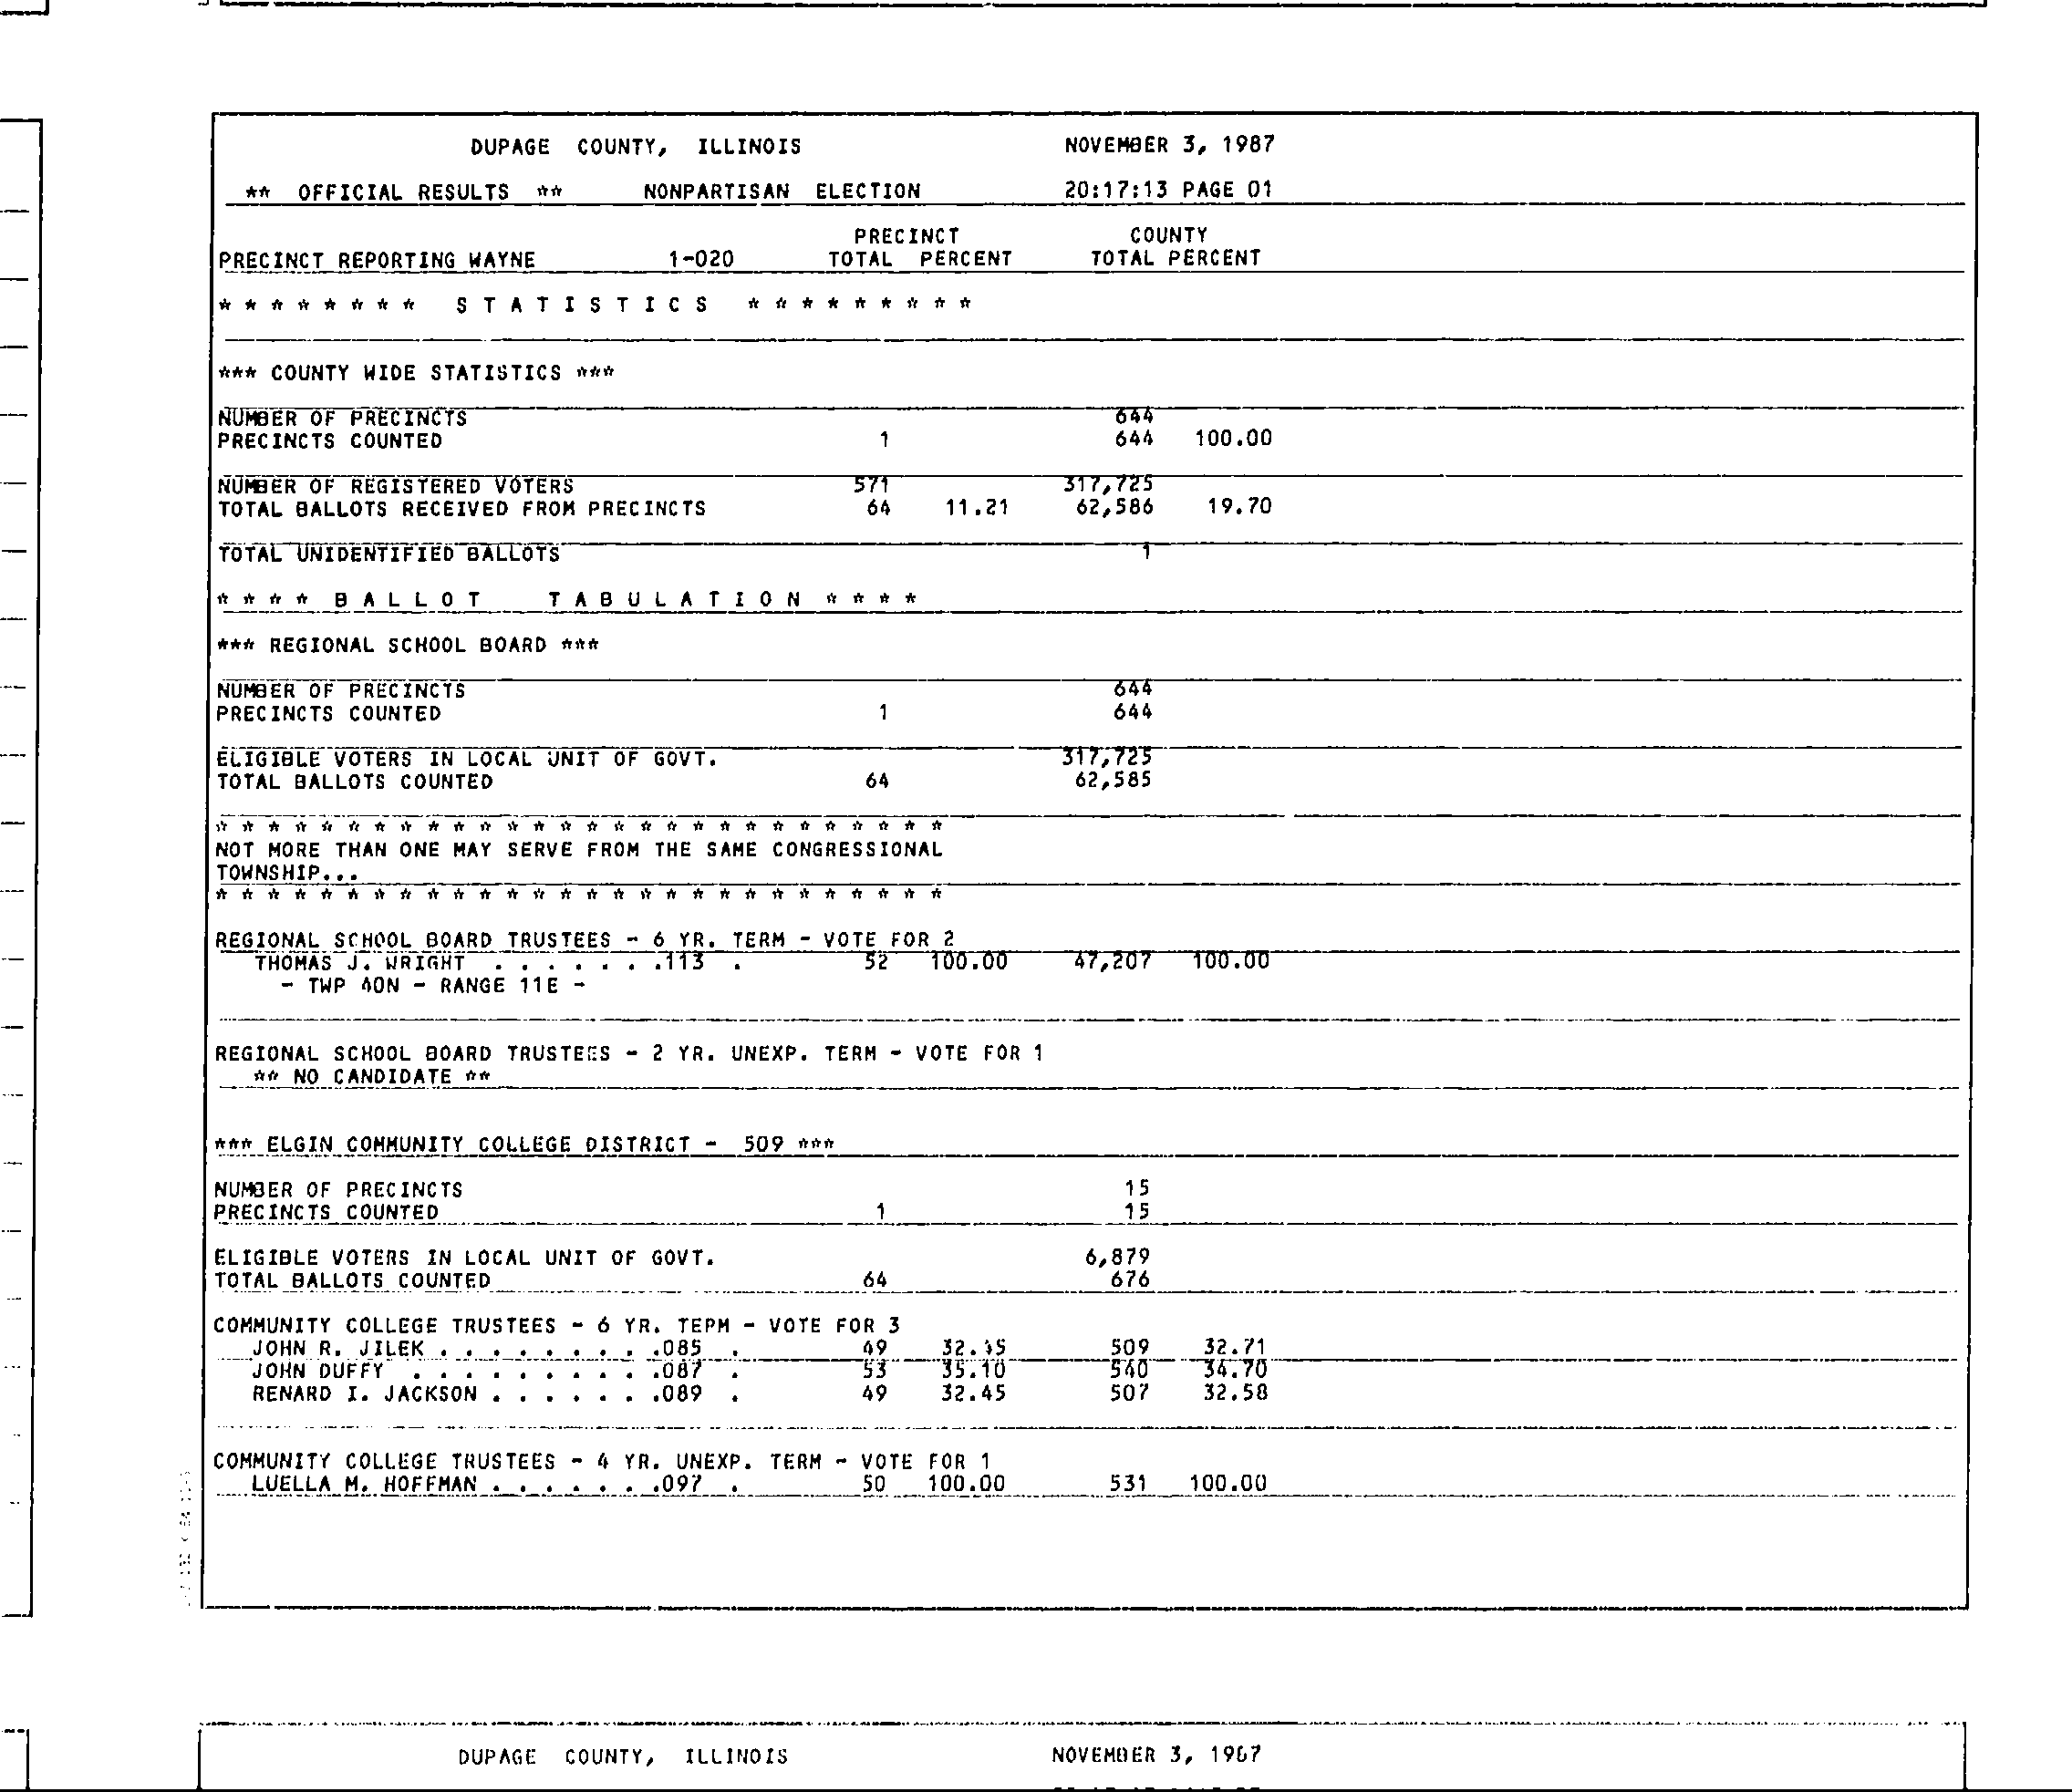 DUPAGE COUNTY, ILLINOIS NOVEMBER 3, 1987
** OFFICIAL RESULTS ** NONPARTISAN ELECTION 20:17:13 PAGE 01
PRECINCT COUNTY
PRECINCT REPORTING WAYNE 1-020 TOTAL PERCENT TOTAL PERCENT
* * * * * * * * S T A T I S T I C S * * * * * * * * *
*** COUNTY WIDE STATISTICS ***
NUMBER OF PRECINCTS 644
PRECINCTS COUNTED 1 644 100.00
NUMBER OF REGISTERED VOTERS 571 317,725
TOTAL BALLOTS RECEIVED FROM PRECINCTS 64 11.21 62,586 19.70
TOTAL UNIDENTIFIED BALLOTS 1
* * * * B A L L O T T A B U L A T I O N * * * *
*** REGIONAL SCHOOL BOARD ***
NUMBER OF PRECINCTS 644
PRECINCTS COUNTED 1 644
ELIGIBLE VOTERS IN LOCAL UNIT OF GOVT. 317,725
TOTAL BALLOTS COUNTED 64 62,585
* * * * * * * * * * * * * * * * * * * * * * * * * * * *
NOT MORE THAN ONE MAY SERVE FROM THE SAME CONGRESSIONAL
TOWNSHIP...
* * * * * * * * * * * * * * * * * * * * * * * * * * * *
REGIONAL SCHOOL BOARD TRUSTEES - 6 YR. TERM - VOTE FOR 2
THOMAS J. WRIGHT . . . . . . .113 . 52 100.00 47,207 100.00
- TWP 40N - RANGE 11E -
REGIONAL SCHOOL BOARD TRUSTEES - 2 YR. UNEXP. TERM - VOTE FOR 1
** NO CANDIDATE **
*** ELGIN COMMUNITY COLLEGE DISTRICT - 509 ***
NUMBER OF PRECINCTS 15
PRECINCTS COUNTED 1 15
ELIGIBLE VOTERS IN LOCAL UNIT OF GOVT. 6,879
TOTAL BALLOTS COUNTED 64 676
COMMUNITY COLLEGE TRUSTEES - 6 YR. TERM - VOTE FOR 3
JOHN R. JILEK . . . . . . . . .085 . 49 32.45 509 32.71
JOHN DUFFY . . . . . . . . . .087 . 53 35.10 540 34.70
RENARD I. JACKSON . . . . . . .089 . 49 32.45 507 32.58
COMMUNITY COLLEGE TRUSTEES - 4 YR. UNEXP. TERM - VOTE FOR 1
LUELLA M. HOFFMAN . . . . . . .097 . 50 100.00 531 100.00
DUPAGE COUNTY, ILLINOIS NOVEMBER 3, 1987